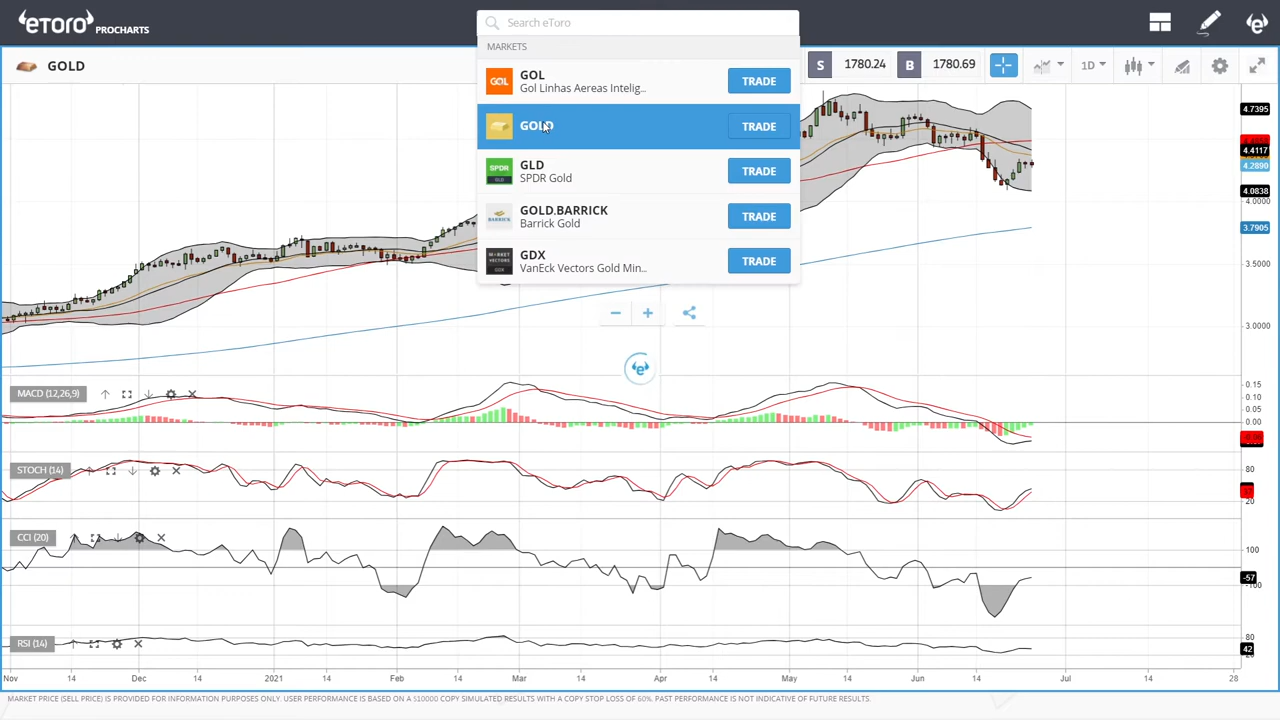 eToro PROCHARTS
Search eToro
MARKETS
GOL
Gol Linhas Aereas Intelig...
TRADE
GOLD
TRADE
GLD
SPDR Gold
TRADE
GOLD.BARRICK
Barrick Gold
TRADE
GDX
VanEck Vectors Gold Min...
TRADE
GOLD
S 1780.24 B 1780.69 1D
4.7395
4.4117
4.2890
4.0838
4.0000
3.7905
3.5000
3.0000
MACD (12,26,9)
0.15
0.10
0.05
0.00
STOCH (14)
80
20
CCI (20)
100
-57
-100
RSI (14)
80
42
Nov 14 Dec 14 2021 14 Feb 14 Mar 14 Apr 14 May 14 Jun 14 Jul 14 28
MARKET PRICE (SELL PRICE) IS PROVIDED FOR INFORMATION PURPOSES ONLY. USER PERFORMANCE IS BASED ON A $10000 COPY SIMULATED RESULTS WITH A COPY STOP LOSS OF 60%. PAST PERFORMANCE IS NOT INDICATIVE OF FUTURE RESULTS.